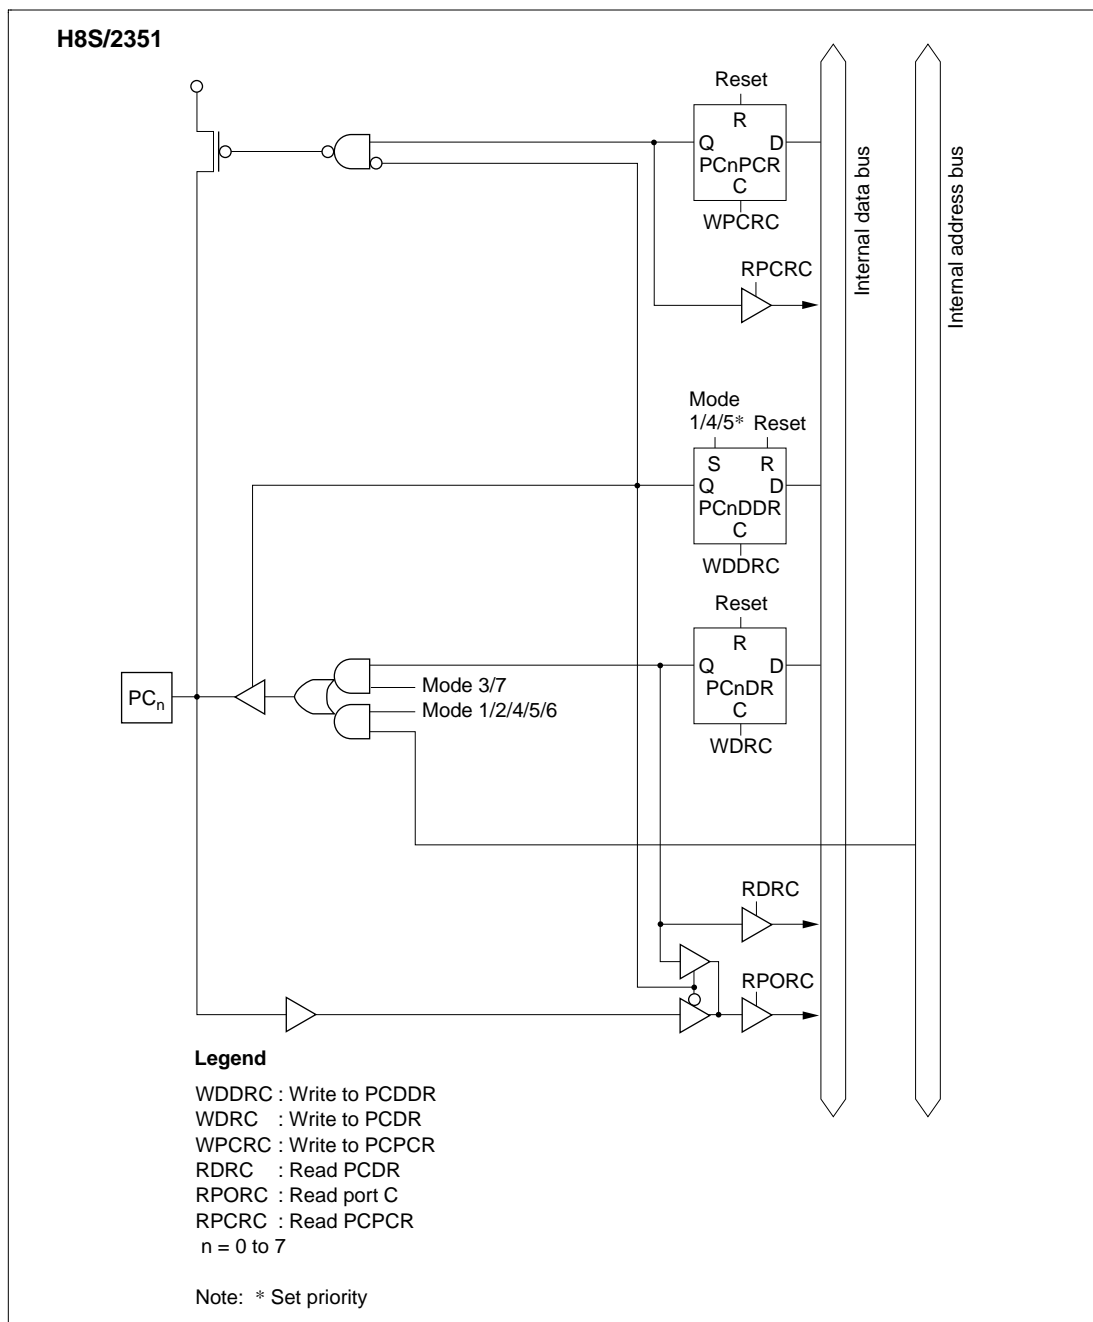 H8S/2351
Reset
R
Q D
PCnPCR
C
WPCRC
RPCRC
Internal data bus
Internal address bus
Mode
1/4/5* Reset
S R
Q D
PCnDDR
C
WDDRC
Reset
R
Q D
PCnDR
C
WDRC
Mode 3/7
Mode 1/2/4/5/6
PCn
RDRC
RPORC
Legend
WDDRC : Write to PCDDR
WDRC : Write to PCDR
WPCRC : Write to PCPCR
RDRC : Read PCDR
RPORC : Read port C
RPCRC : Read PCPCR
n = 0 to 7
Note: * Set priority